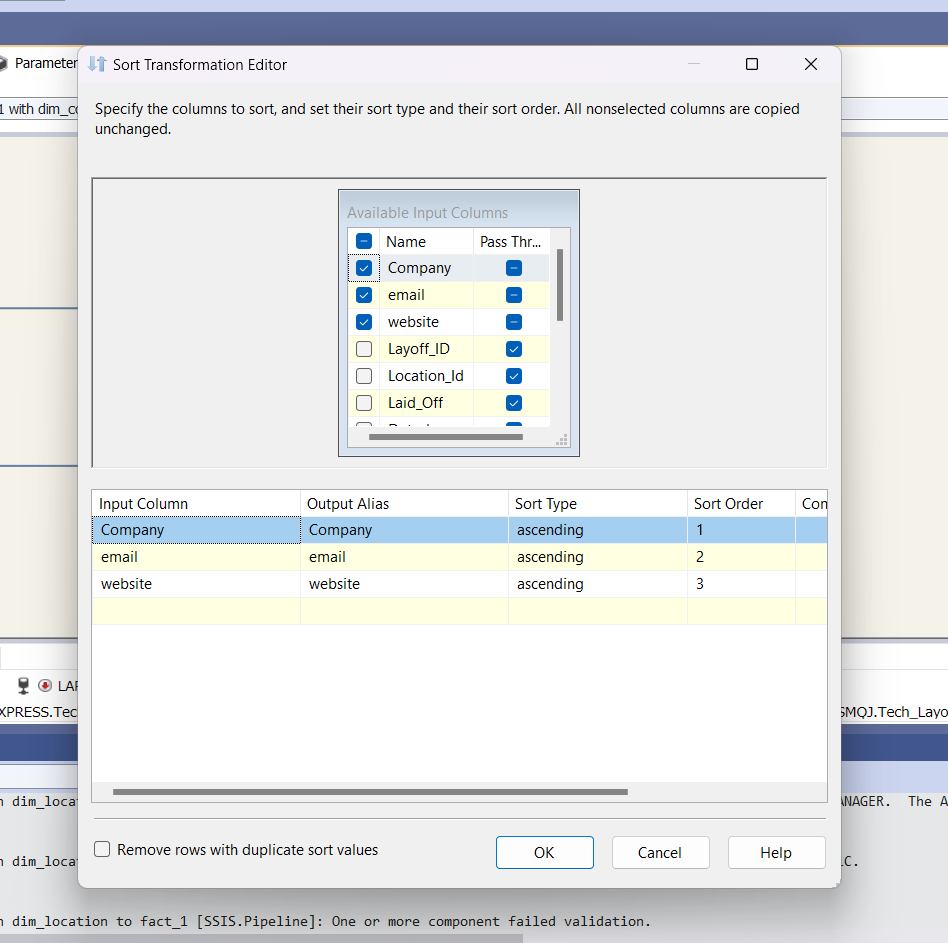 Parameter
Sort Transformation Editor
Specify the columns to sort, and set their sort type and their sort order. All nonselected columns are copied
unchanged.
1 with dim_co
Available Input Columns
Name Pass Thr...
Company
email
website
Layoff_ID
Location_Id
Laid_Off
Input Column Output Alias Sort Type Sort Order Con
Company Company ascending 1
email email ascending 2
website website ascending 3
LAP
XPRESS.Tec SMQJ.Tech_Layo
n dim_locat ANAGER. The A
Remove rows with duplicate sort values
OK Cancel Help
n dim_locat LC.
n dim_location to fact_1 [SSIS.Pipeline]: One or more component failed validation.